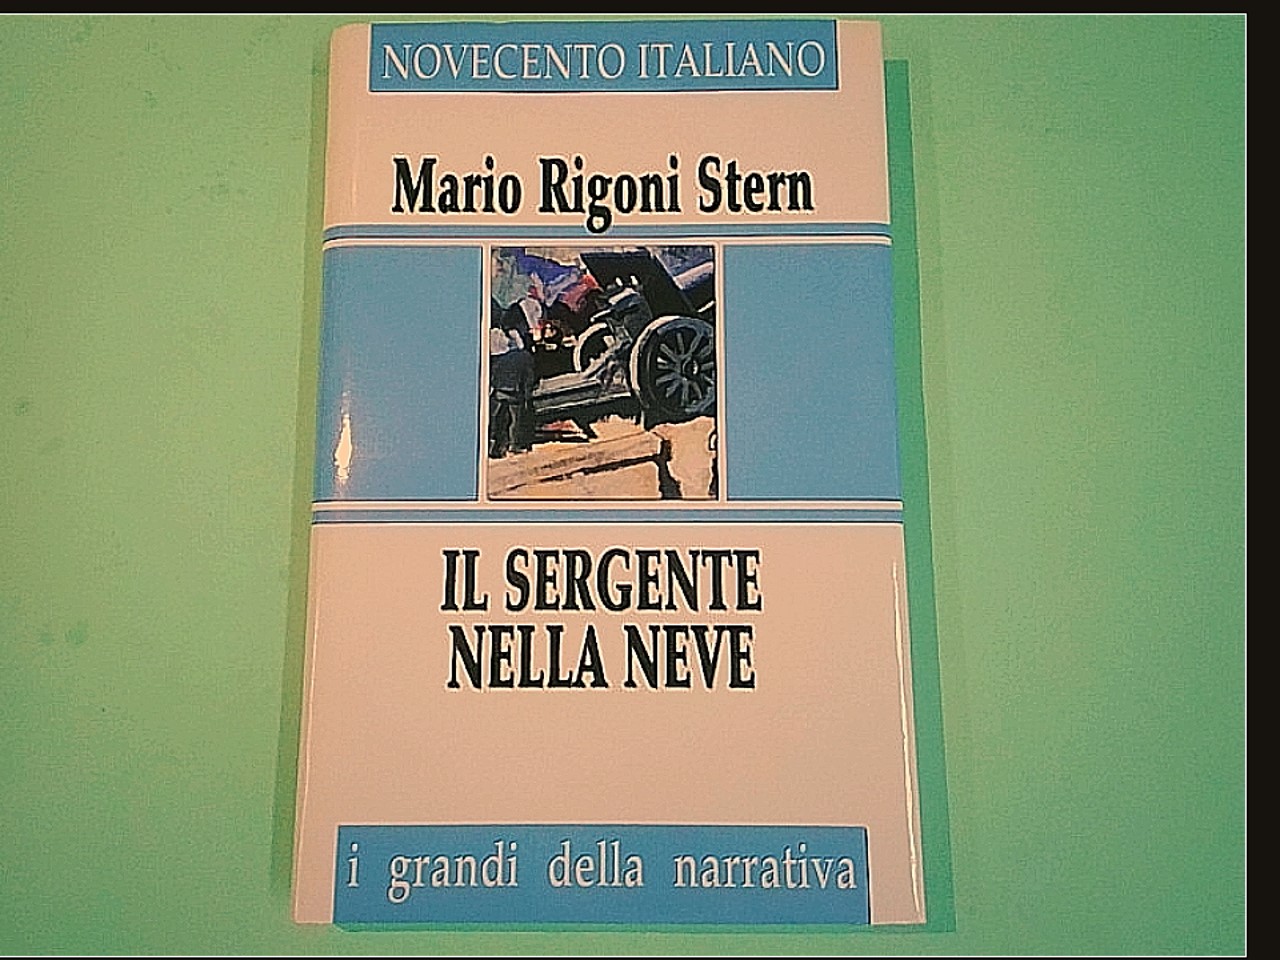 NOVECENTO ITALIANO
Mario Rigoni Stern
IL SERGENTE
NELLA NEVE
i grandi della narrativa